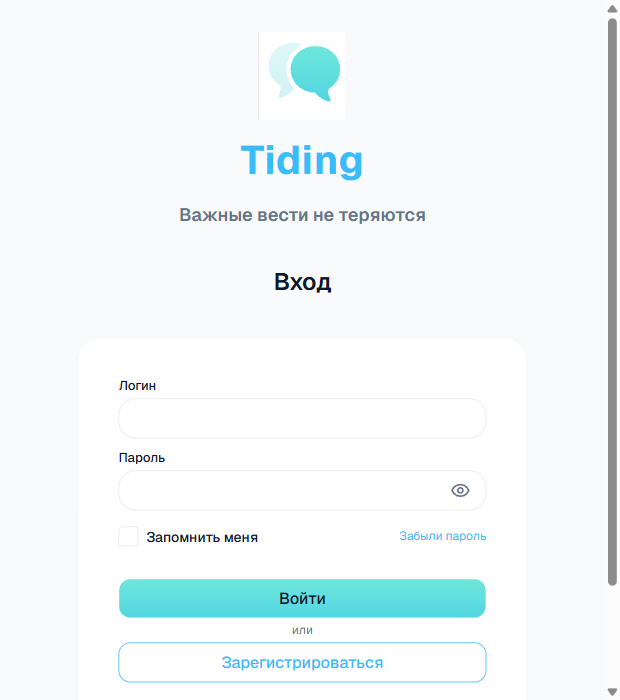 Tiding
Важные вести не теряются
Вход
Логин
Пароль
Запомнить меня
Забыли пароль
Войти
или
Зарегистрироваться